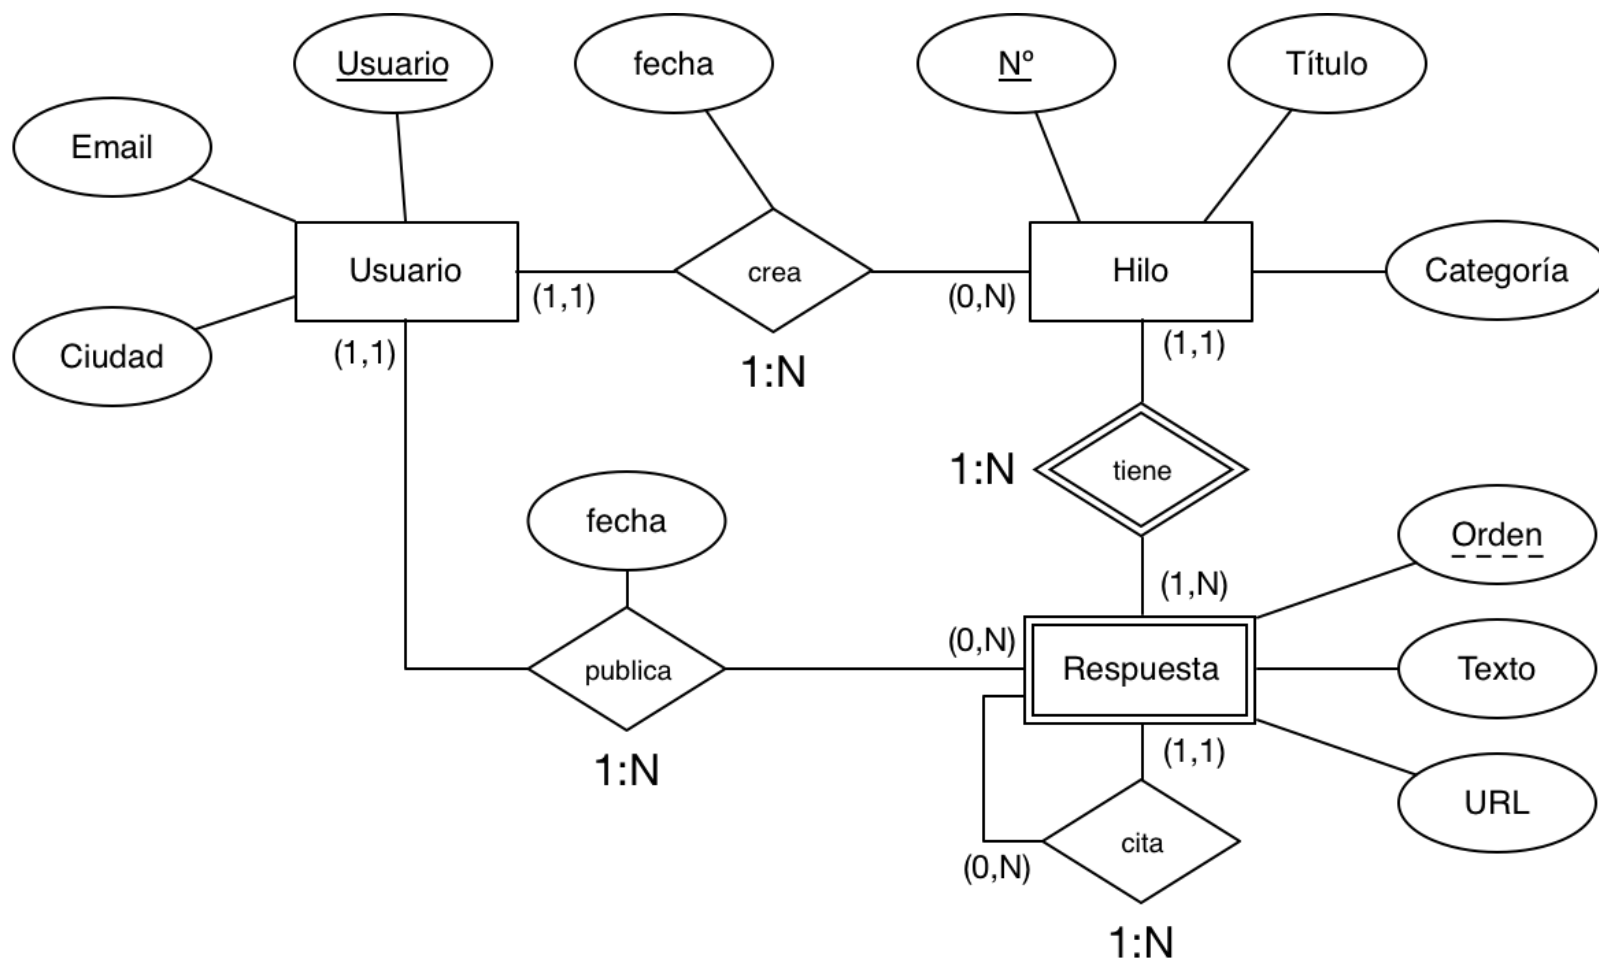 Usuario
fecha
Nº
Título
Email
Usuario
crea
Hilo
Categoría
(1,1)
(0,N)
Ciudad
(1,1)
(1,1)
1:N
1:N
tiene
fecha
Orden
(1,N)
(0,N)
publica
Respuesta
Texto
(1,1)
1:N
URL
cita
(0,N)
1:N